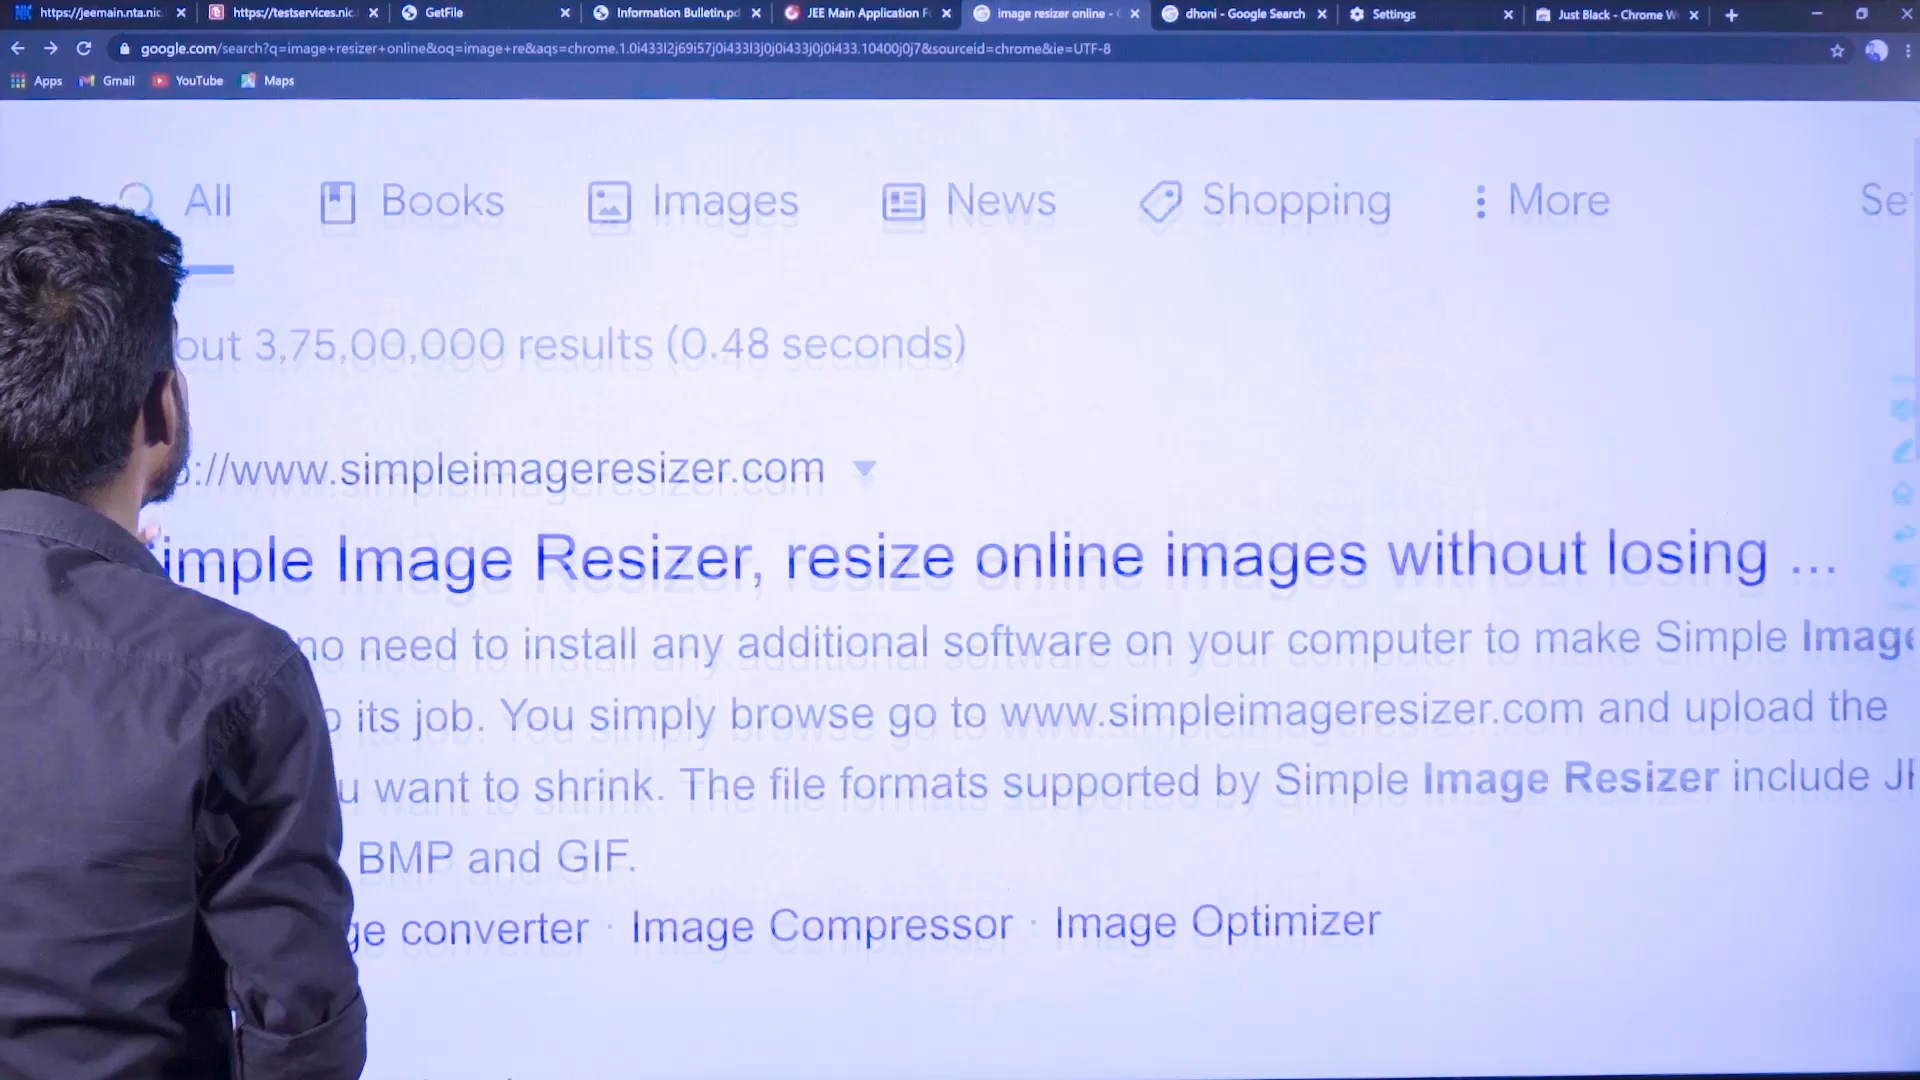 https://jeemain.nta.nic.
https://testservices.nic.
GetFile
Information Bulletin.pd
JEE Main Application F
image resizer online -
dhoni - Google Search
Settings
Just Black - Chrome W
google.com/search?q=image+resizer+online&oq=image+re&aqs=chrome.1.0i433l2j69i57j0i433l3j0j0i433j0j0i433.10400j0j7&sourceid=chrome&ie=UTF-8
Apps Gmail YouTube Maps
All Books Images News Shopping More Se
out 3,75,00,000 results (0.48 seconds)
://www.simpleimageresizer.com
imple Image Resizer, resize online images without losing ...
no need to install any additional software on your computer to make Simple Image
its job. You simply browse go to www.simpleimageresizer.com and upload the
u want to shrink. The file formats supported by Simple Image Resizer include
BMP and GIF.
ge converter · Image Compressor · Image Optimizer